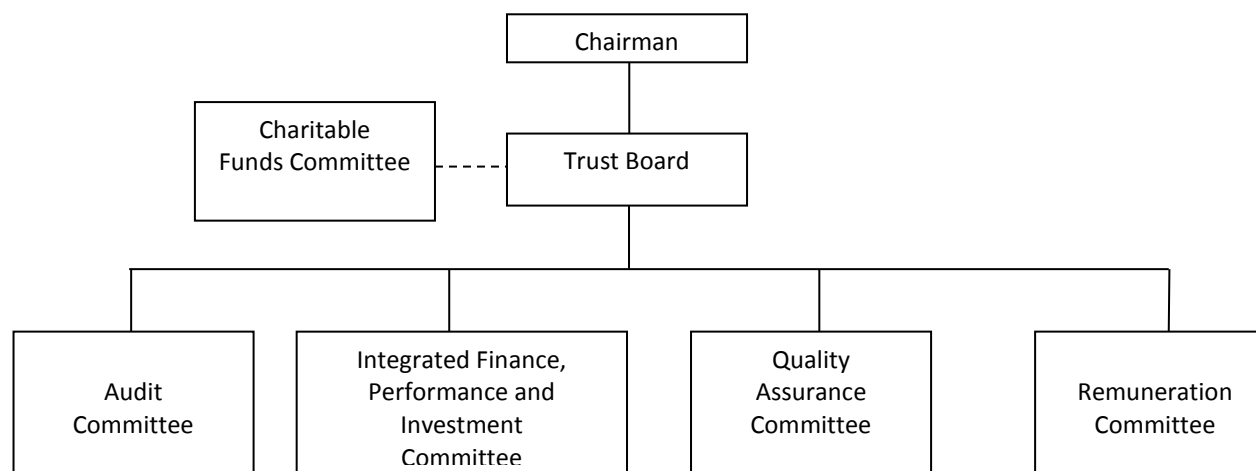 Chairman
Charitable
Funds Committee
Trust Board
Audit
Committee
Integrated Finance,
Performance and
Investment
Committee
Quality
Assurance
Committee
Remuneration
Committee